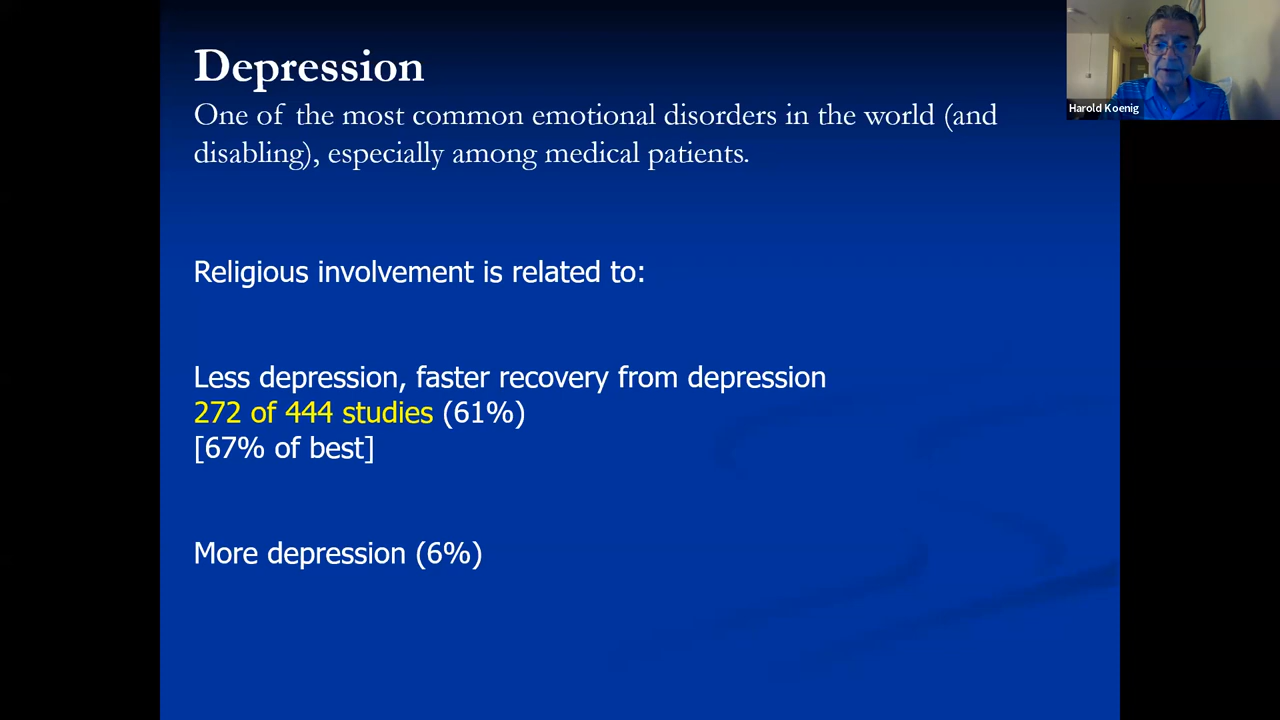 Depression
One of the most common emotional disorders in the world (and
disabling), especially among medical patients.
Religious involvement is related to:
Less depression, faster recovery from depression
272 of 444 studies (61%)
[67% of best]
More depression (6%)
Harold Koenig